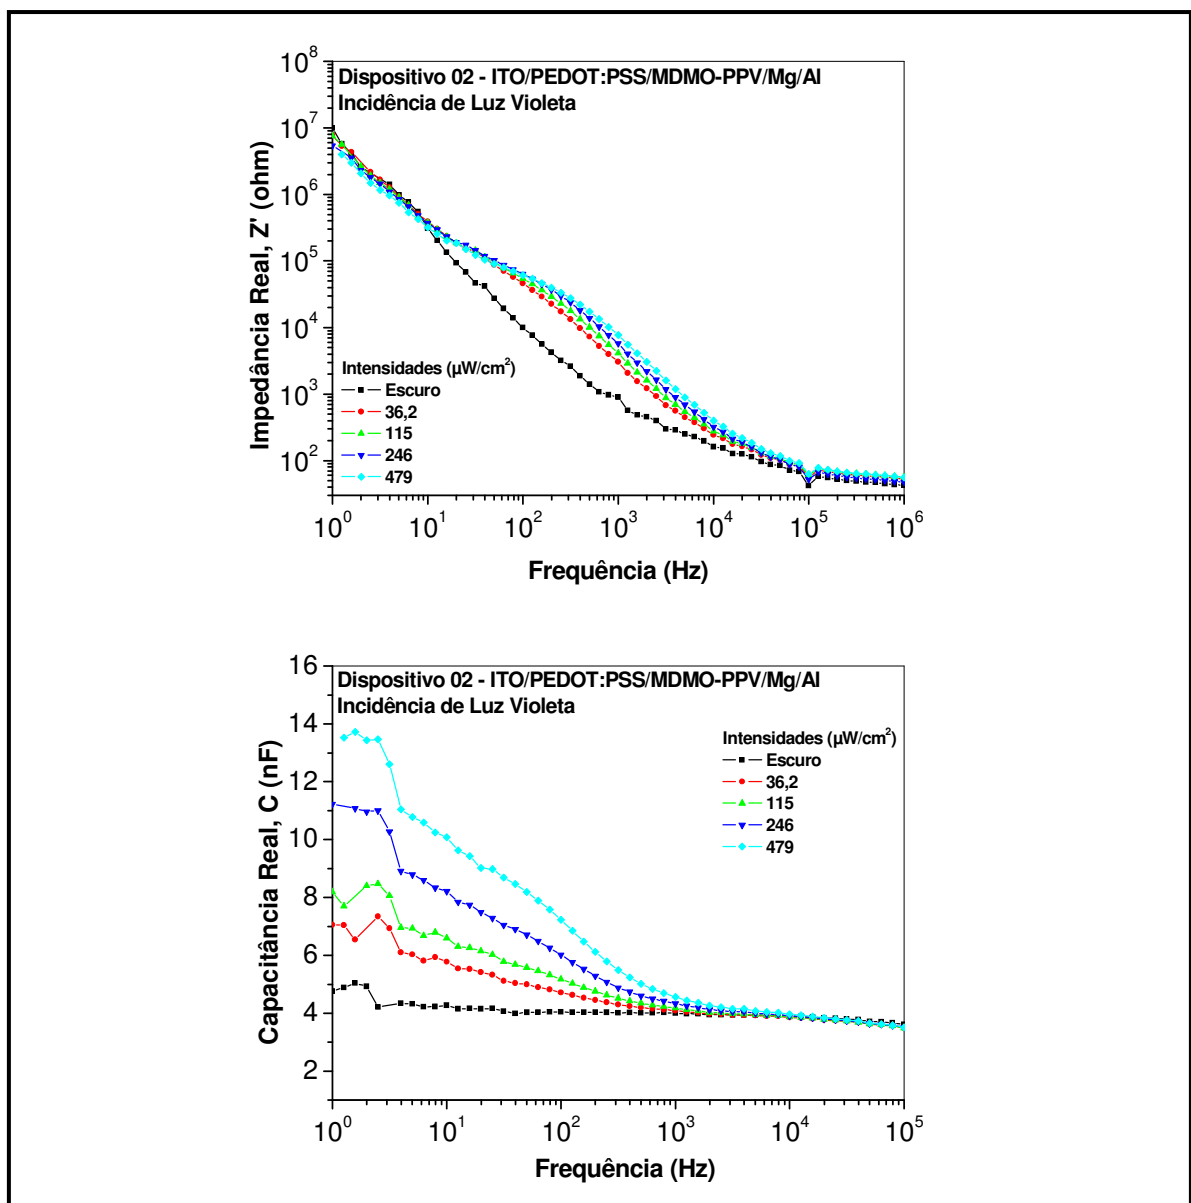 Dispositivo 02 - ITO/PEDOT:PSS/MDMO-PPV/Mg/Al
Incidência de Luz Violeta
Impedância Real, Z' (ohm)
10^8
10^7
10^6
10^5
10^4
10^3
10^2
Intensidades (µW/cm²)
Escuro
36,2
115
246
479
10^0 10^1 10^2 10^3 10^4 10^5 10^6
Frequência (Hz)
Dispositivo 02 - ITO/PEDOT:PSS/MDMO-PPV/Mg/Al
Incidência de Luz Violeta
Capacitância Real, C (nF)
16
14
12
10
8
6
4
2
Intensidades (µW/cm²)
Escuro
36,2
115
246
479
10^0 10^1 10^2 10^3 10^4 10^5
Frequência (Hz)